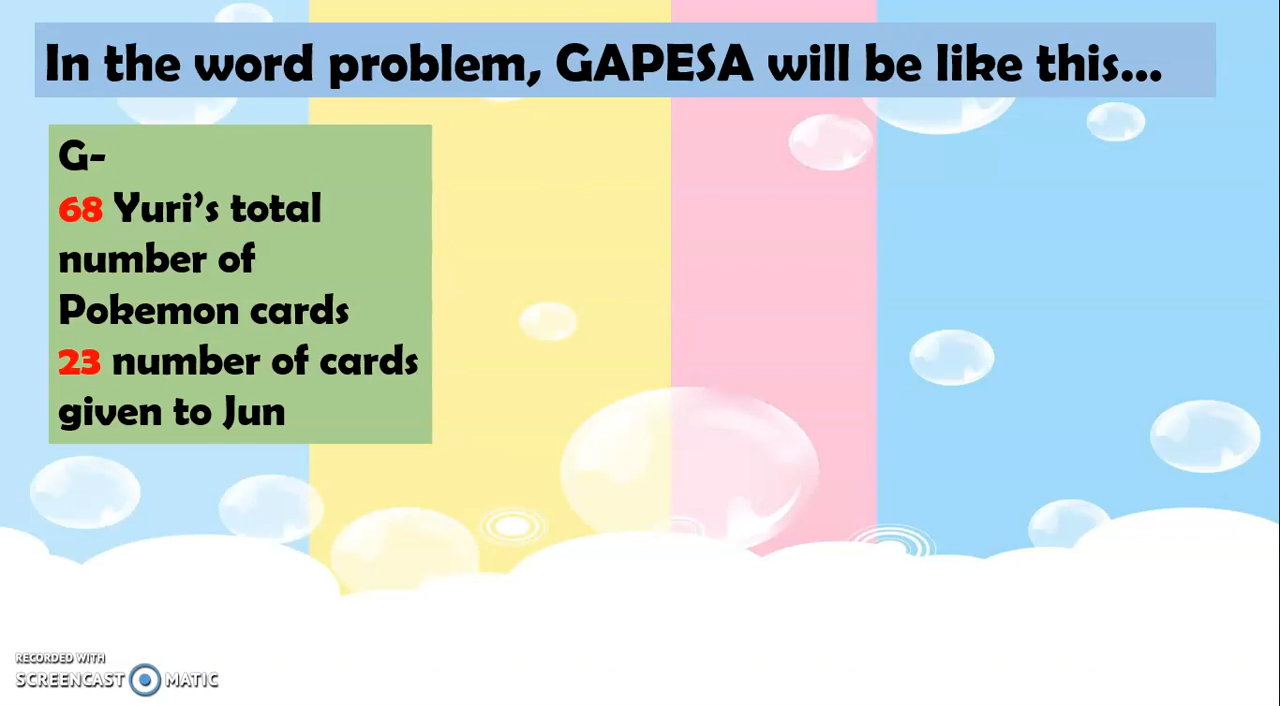 In the word problem, GAPESA will be like this...
G-
68 Yuri's total
number of
Pokemon cards
23 number of cards
given to Jun
RECORDED WITH
SCREENCAST MATIC